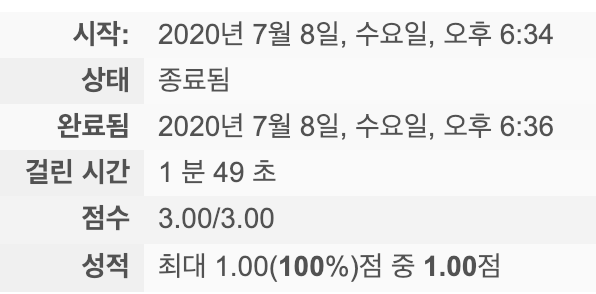 시작: 2020년 7월 8일, 수요일, 오후 6:34
상태 종료됨
완료됨 2020년 7월 8일, 수요일, 오후 6:36
걸린 시간 1 분 49 초
점수 3.00/3.00
성적 최대 1.00(100%)점 중 1.00점